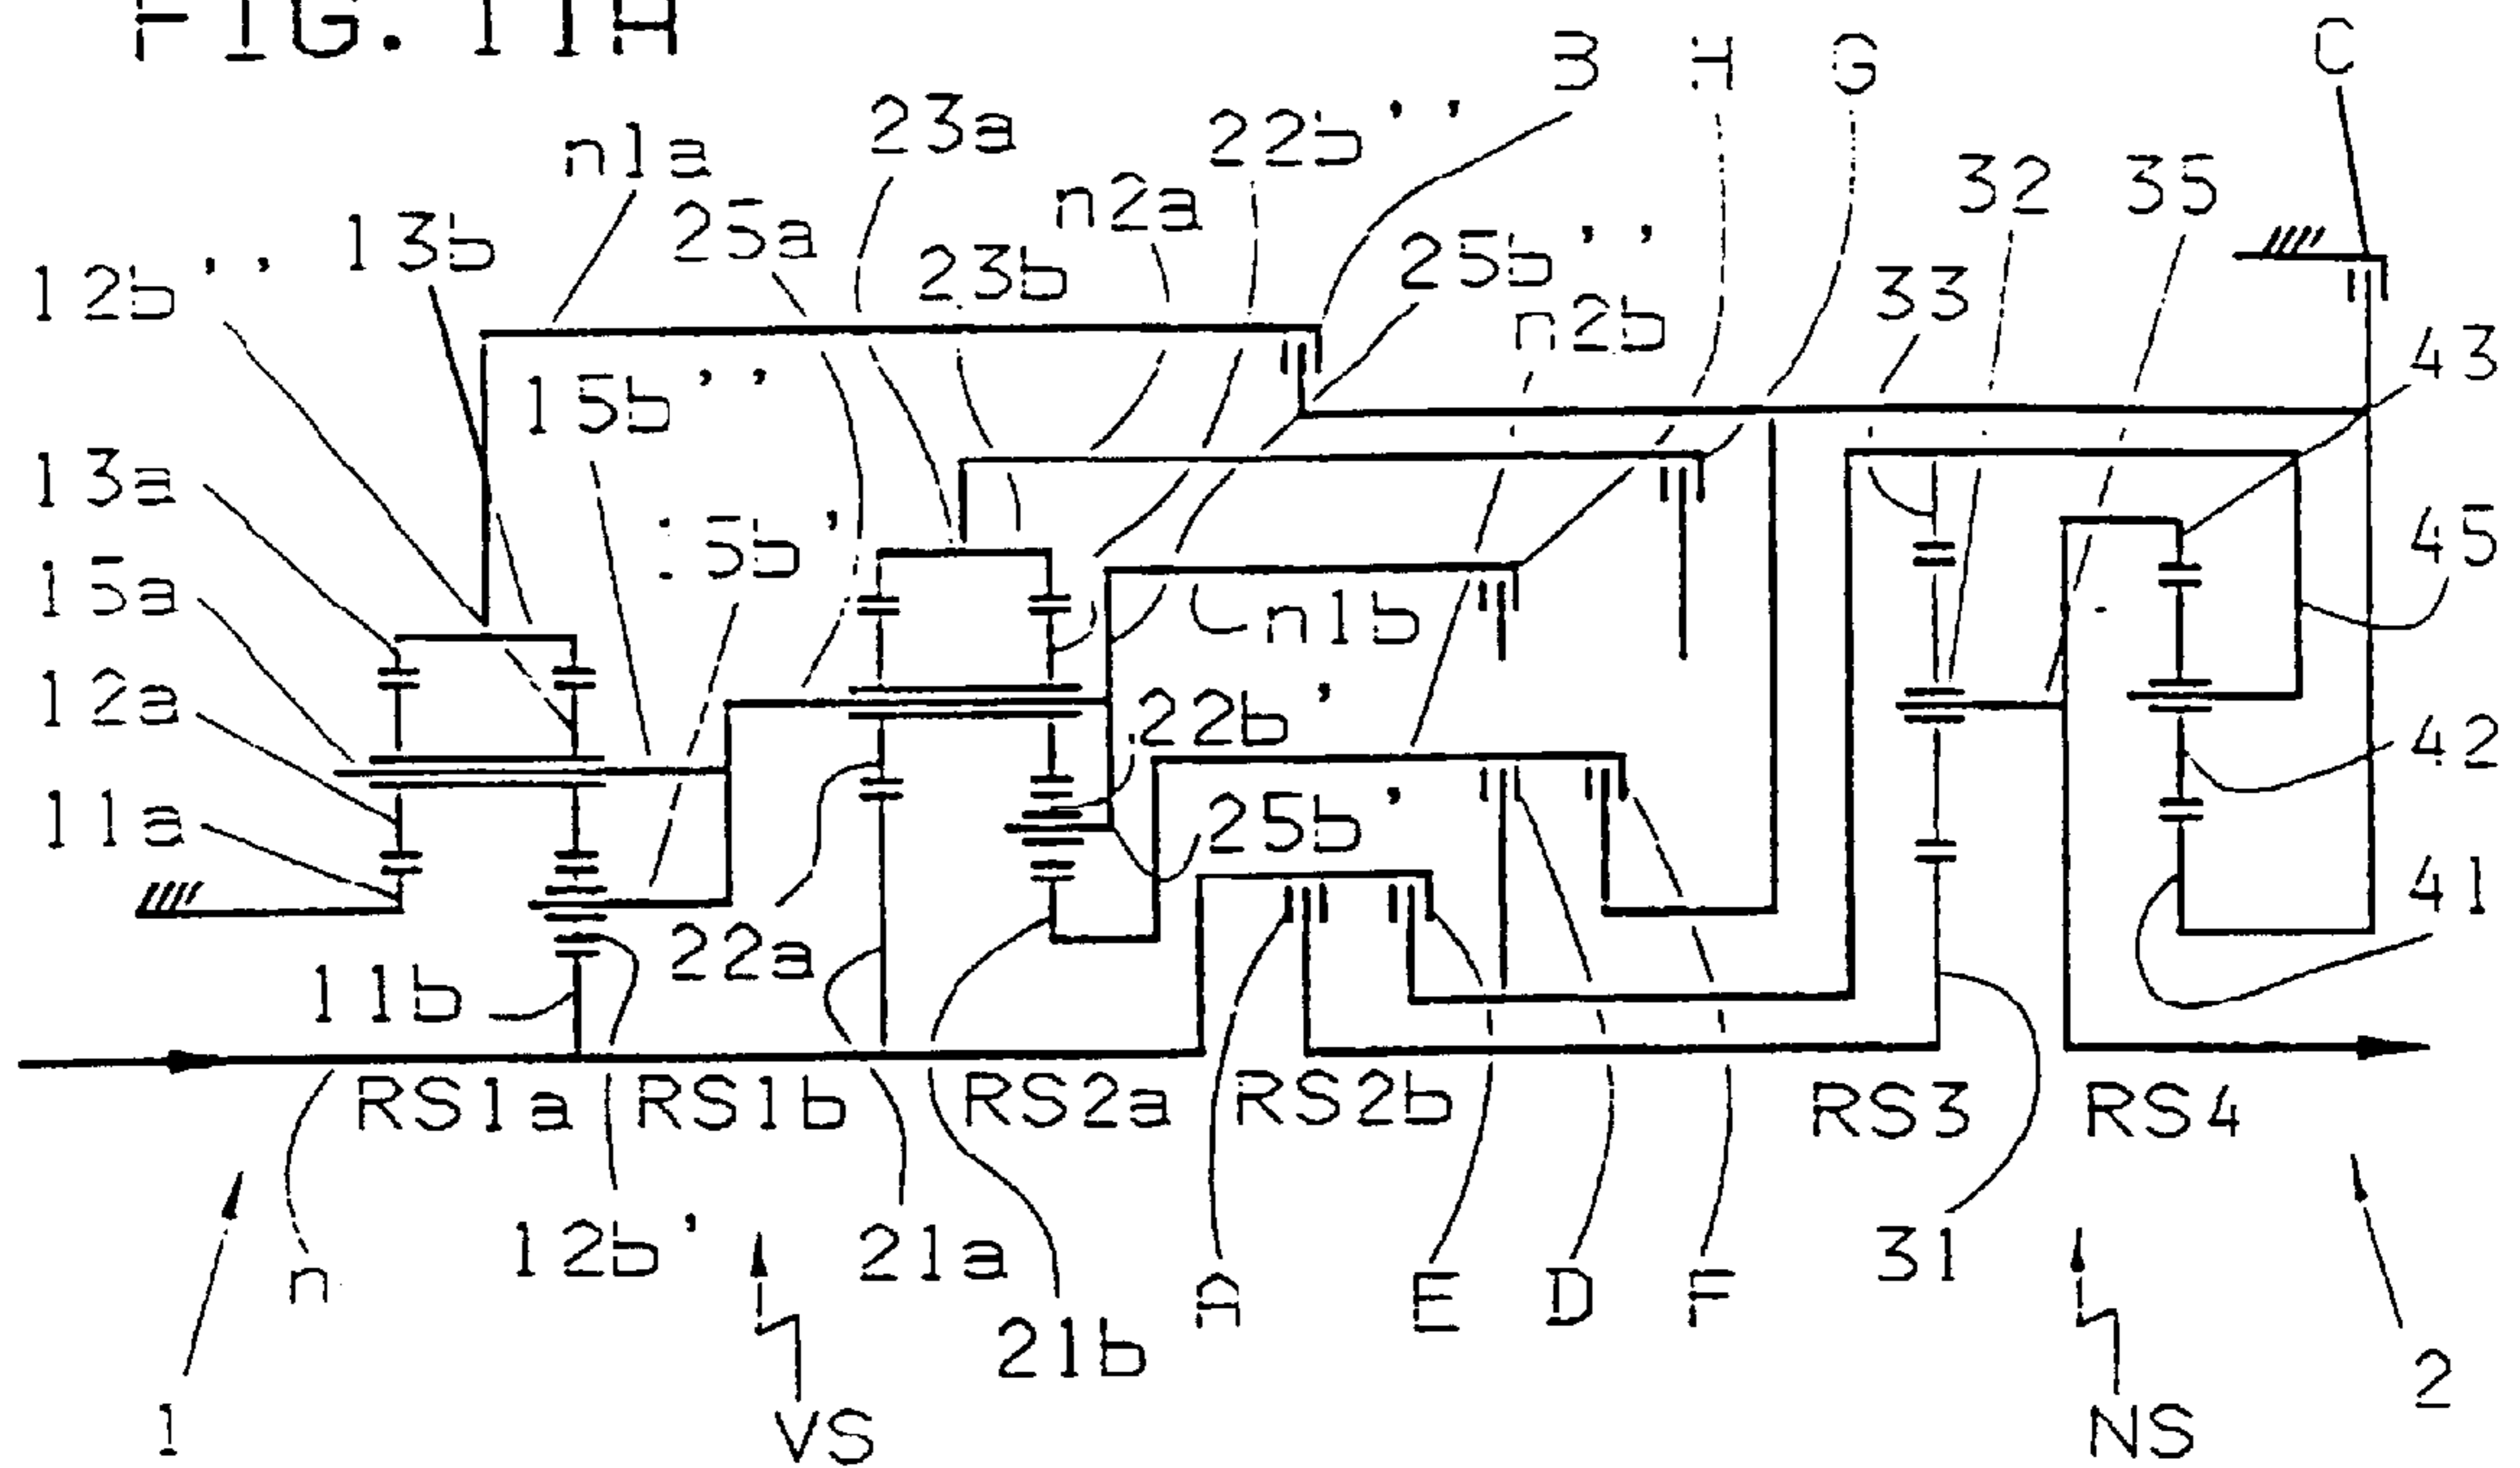 FIG. 11A
B H G C
n1a 23a 22b''
13b 25a n2a 32 35
12b'' 23b 25b'' 33
n2b 43
15b''
13a
15b' 45
15a n1b
12a 22b' 42
11a 25b'
22a 41
11b
RS1a RS1b RS2a RS2b RS3 RS4
n 12b' 21a A E D F 31
21b 2
1 VS NS